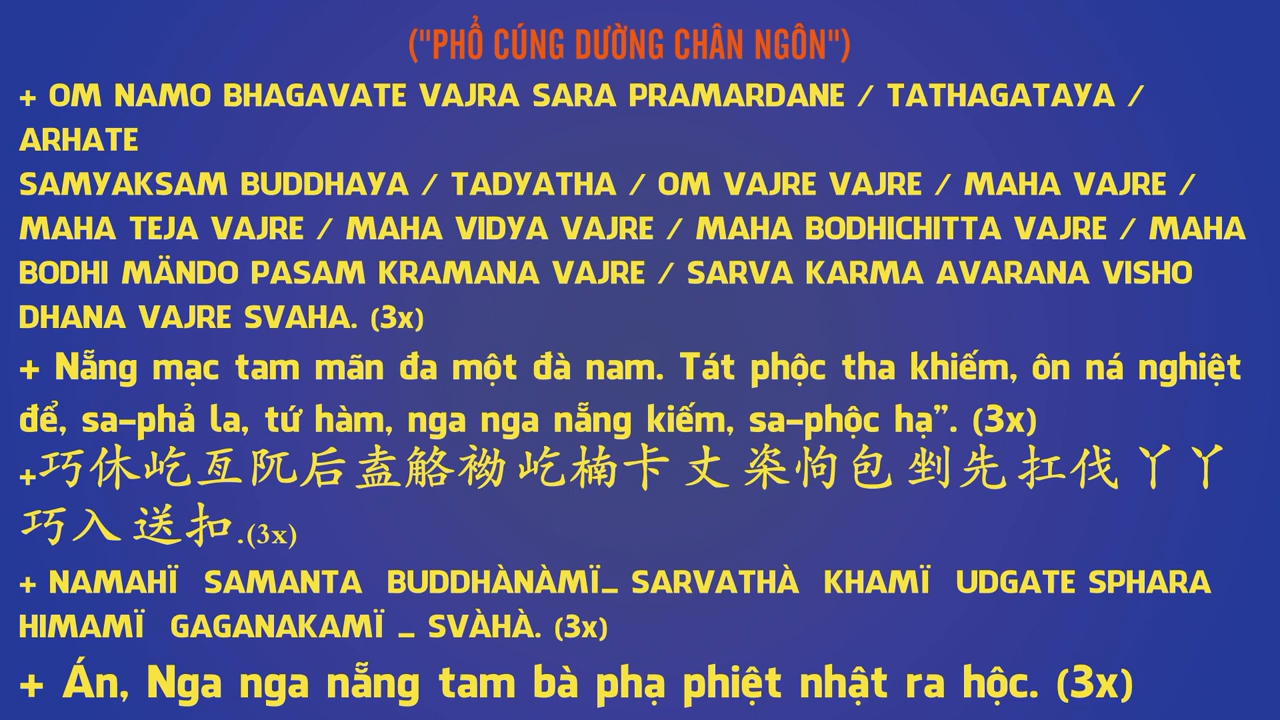 ("PHỔ CÚNG DƯỜNG CHÂN NGÔN")
+ OM NAMO BHAGAVATE VAJRA SARA PRAMARDANE / TATHAGATAYA /
ARHATE
SAMYAKSAM BUDDHAYA / TADYATHA / OM VAJRE VAJRE / MAHA VAJRE /
MAHA TEJA VAJRE / MAHA VIDYA VAJRE / MAHA BODHICHITTA VAJRE / MAHA
BODHI MÄNDO PASAM KRAMANA VAJRE / SARVA KARMA AVARANA VISHO
DHANA VAJRE SVAHA. (3x)
+ Nẵng mạc tam mãn đa một đà nam. Tát phộc tha khiếm, ôn ná nghiệt
để, sa-phả la, tứ hàm, nga nga nẵng kiếm, sa-phộc hạ”. (3x)
+巧休屹亙阢后盍觡袎屹楠卡丈粢怐包剉先扛伐丫丫
巧入送扣.(3x)
+ NAMAHÏ SAMANTA BUDDHÀNÀMÏ_ SARVATHÀ KHAMÏ UDGATE SPHARA
HIMAMÏ GAGANAKAMÏ _ SVÀHÀ. (3x)
+ Án, Nga nga nẵng tam bà phạ phiệt nhật ra hộc. (3x)